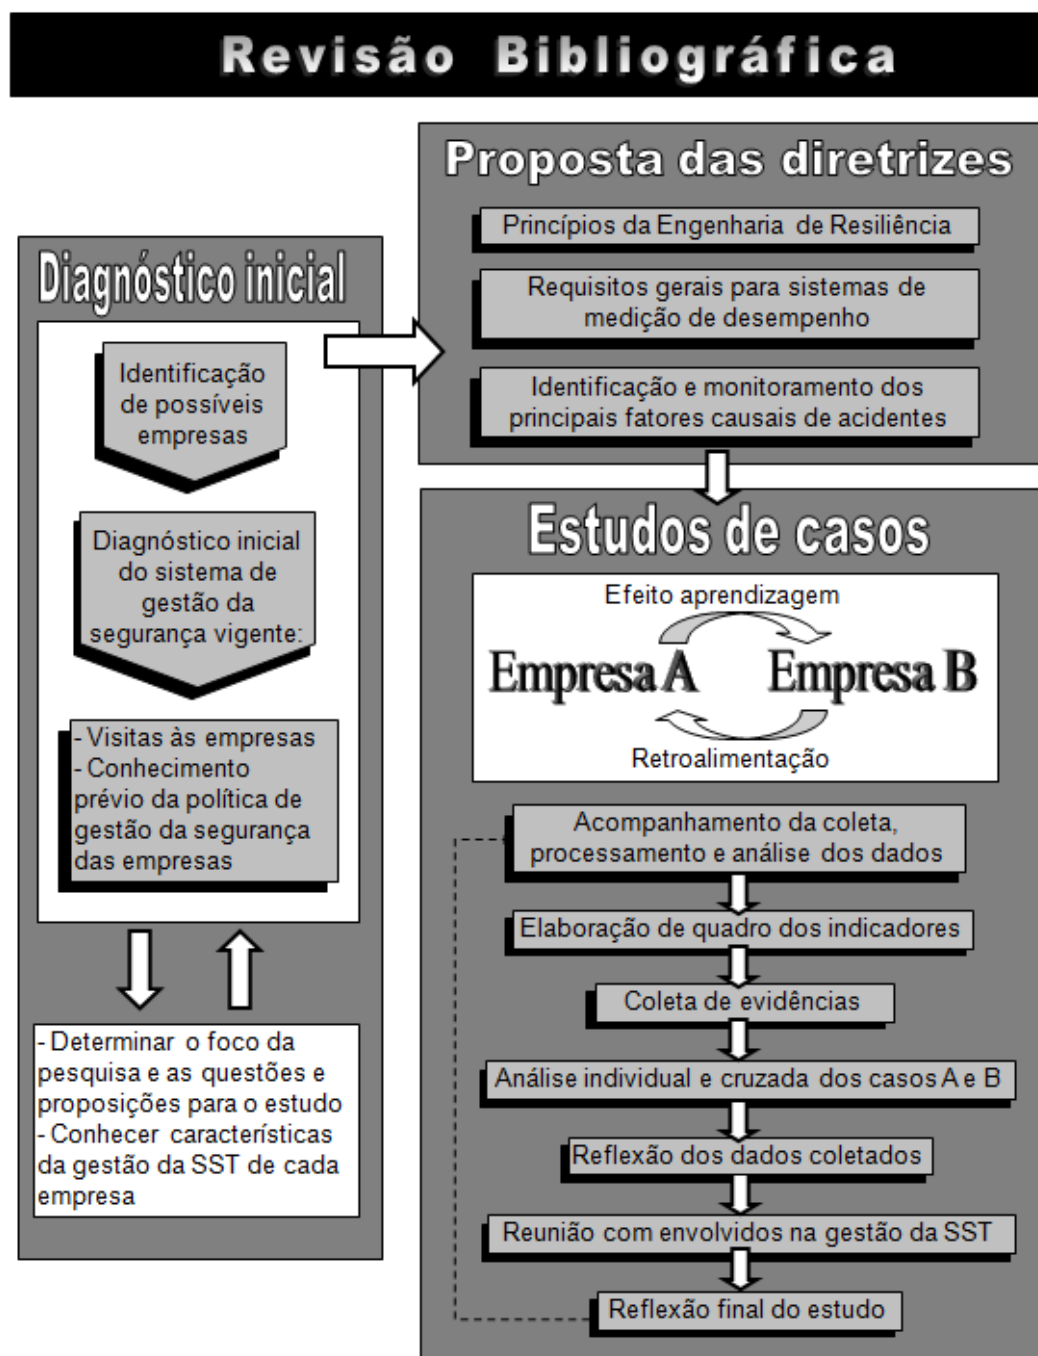 Revisão Bibliográfica
Diagnóstico inicial
Identificação
de possíveis
empresas
Diagnóstico inicial
do sistema de
gestão da
segurança vigente:
- Visitas às empresas
- Conhecimento
prévio da política de
gestão da segurança
das empresas
- Determinar o foco da
pesquisa e as questões e
proposições para o estudo
- Conhecer características
da gestão da SST de cada
empresa
Proposta das diretrizes
Princípios da Engenharia de Resiliência
Requisitos gerais para sistemas de
medição de desempenho
Identificação e monitoramento dos
principais fatores causais de acidentes
Estudos de casos
Efeito aprendizagem
Empresa A
Empresa B
Retroalimentação
Acompanhamento da coleta,
processamento e análise dos dados
Elaboração de quadro dos indicadores
Coleta de evidências
Análise individual e cruzada dos casos A e B
Reflexão dos dados coletados
Reunião com envolvidos na gestão da SST
Reflexão final do estudo